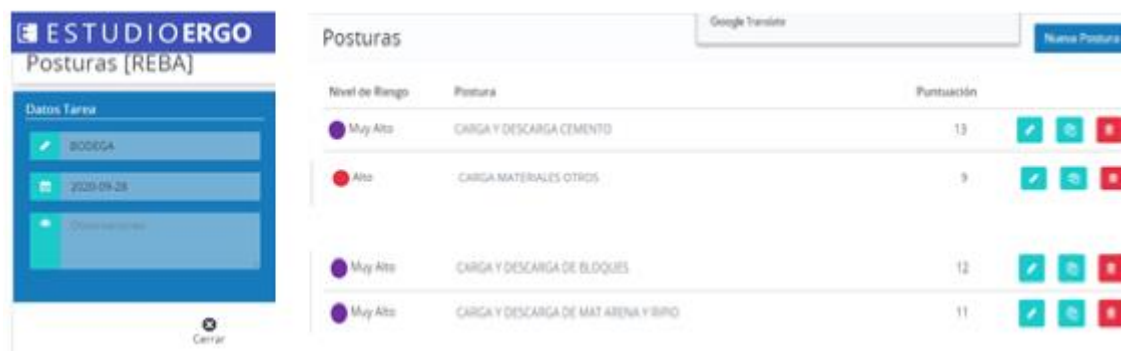 ESTUDIOERGO
Posturas [REBA]
Datos Tarea
BODEGA
2020-09-28
Observaciones
Cerrar
Posturas
Google Translate
Nueva Postura
Nivel de Riesgo Postura Puntuación
Muy Alto CARGA Y DESCARGA CEMENTO 13
Alto CARGA MATERIALES OTROS 9
Muy Alto CARGA Y DESCARGA DE BLOQUES 12
Muy Alto CARGA Y DESCARGA DE MAT ARENA Y RIPIO 11